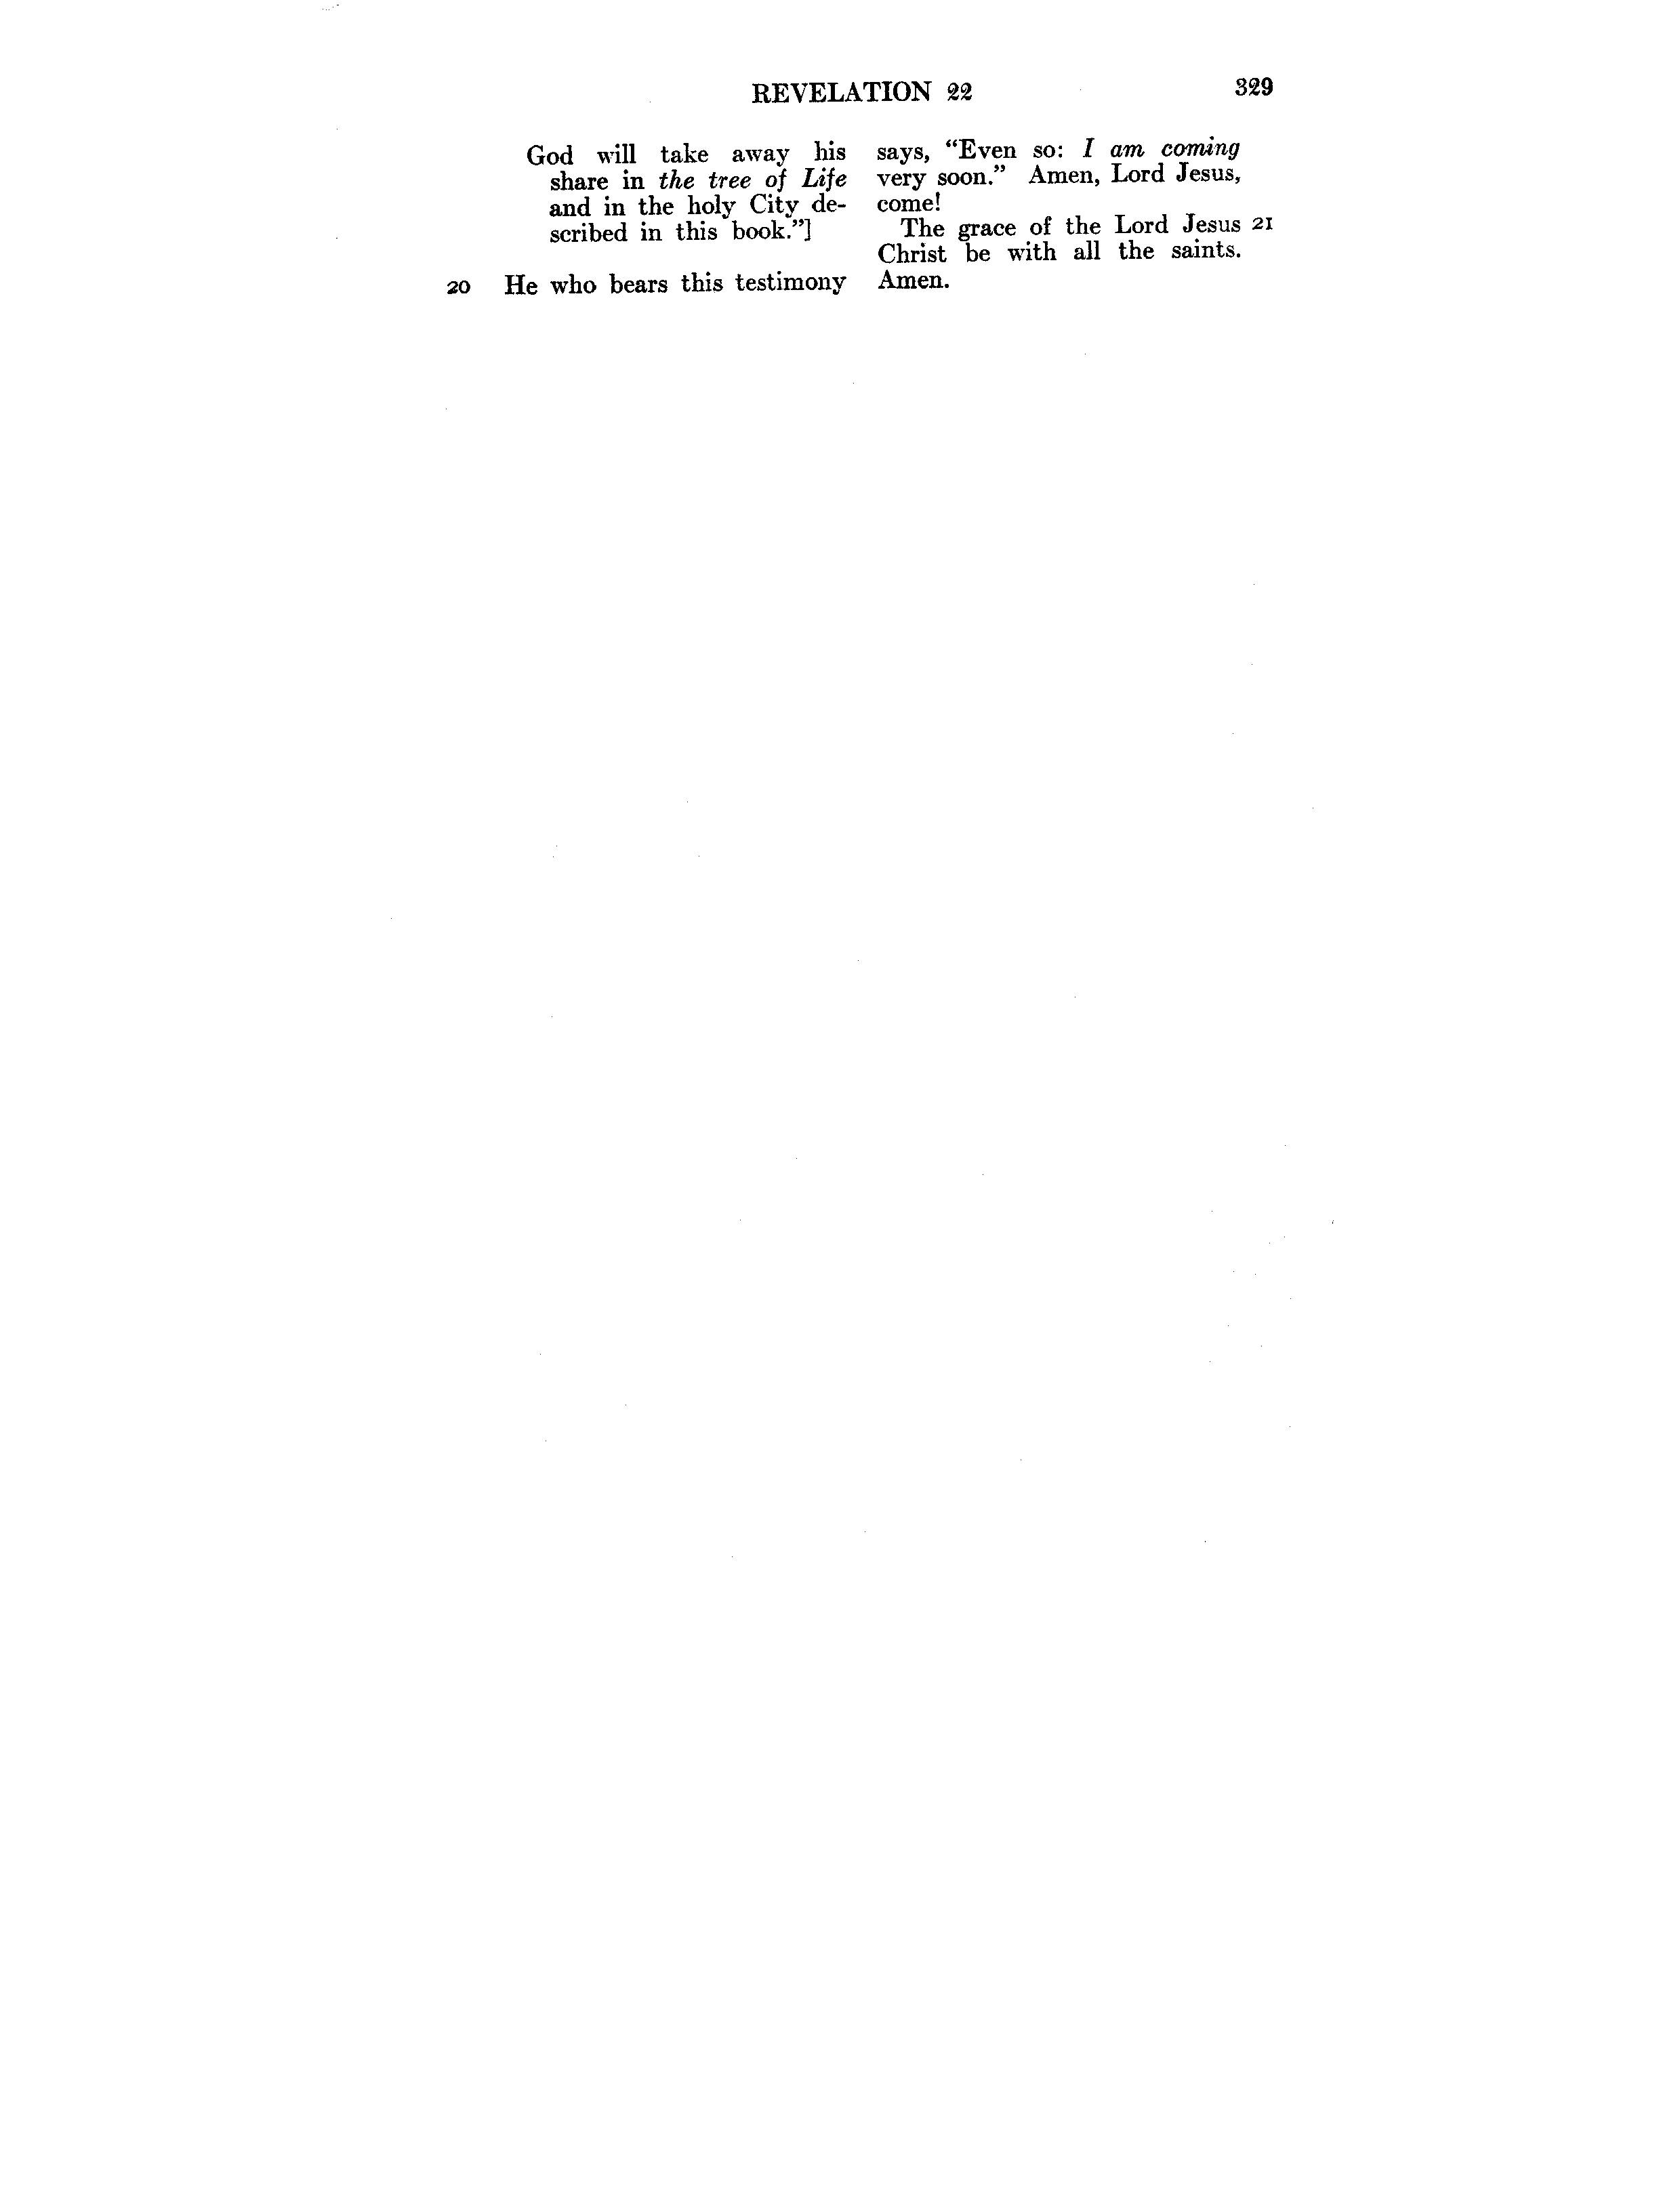 REVELATION 22 329
God will take away his
share in the tree of Life
and in the holy City de-
scribed in this book.”]
20 He who bears this testimony
says, “Even so: I am coming
very soon.” Amen, Lord Jesus,
come!
The grace of the Lord Jesus 21
Christ be with all the saints.
Amen.